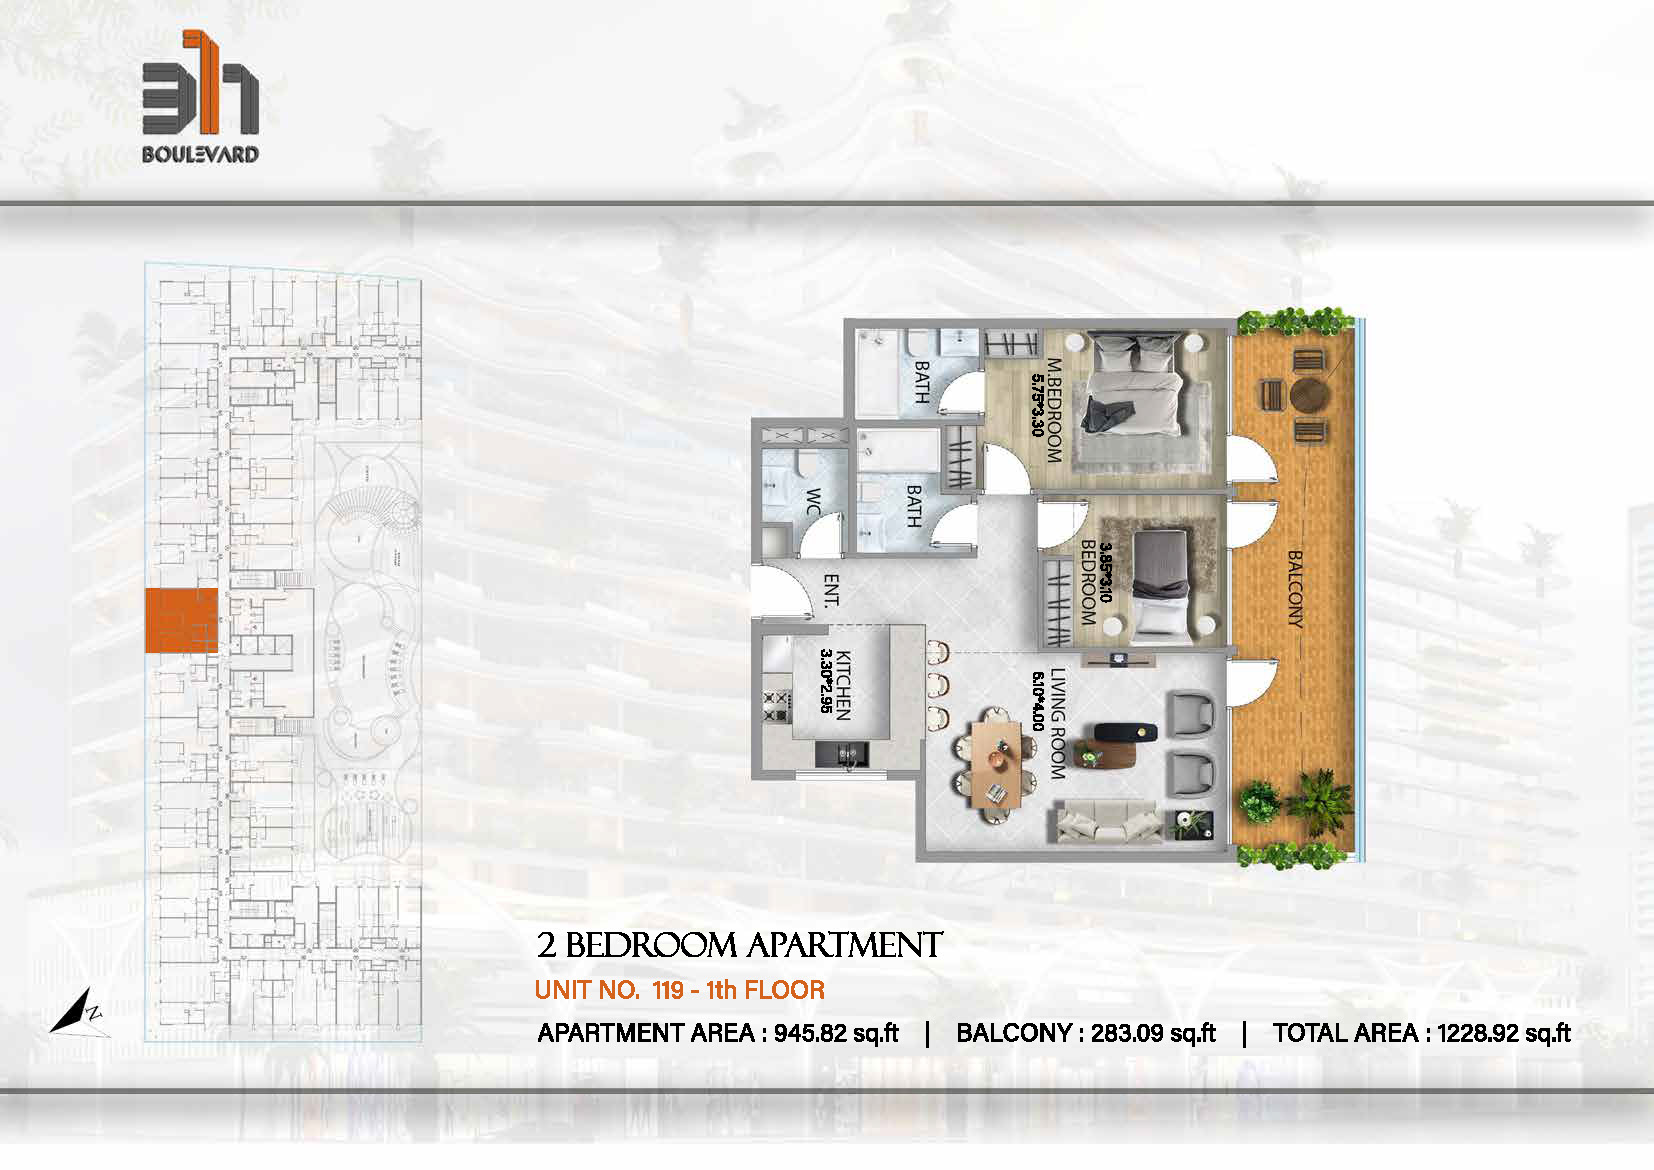 311
BOULEVARD
BATH
M.BEDROOM
5.75*3.30
WC
BATH
3.85*3.10
BEDROOM
BALCONY
ENT.
KITCHEN
3.30*2.95
LIVING ROOM
6.10*4.00
2 BEDROOM APARTMENT
UNIT NO. 119 - 1th FLOOR
APARTMENT AREA : 945.82 sq.ft | BALCONY : 283.09 sq.ft | TOTAL AREA : 1228.92 sq.ft
Z